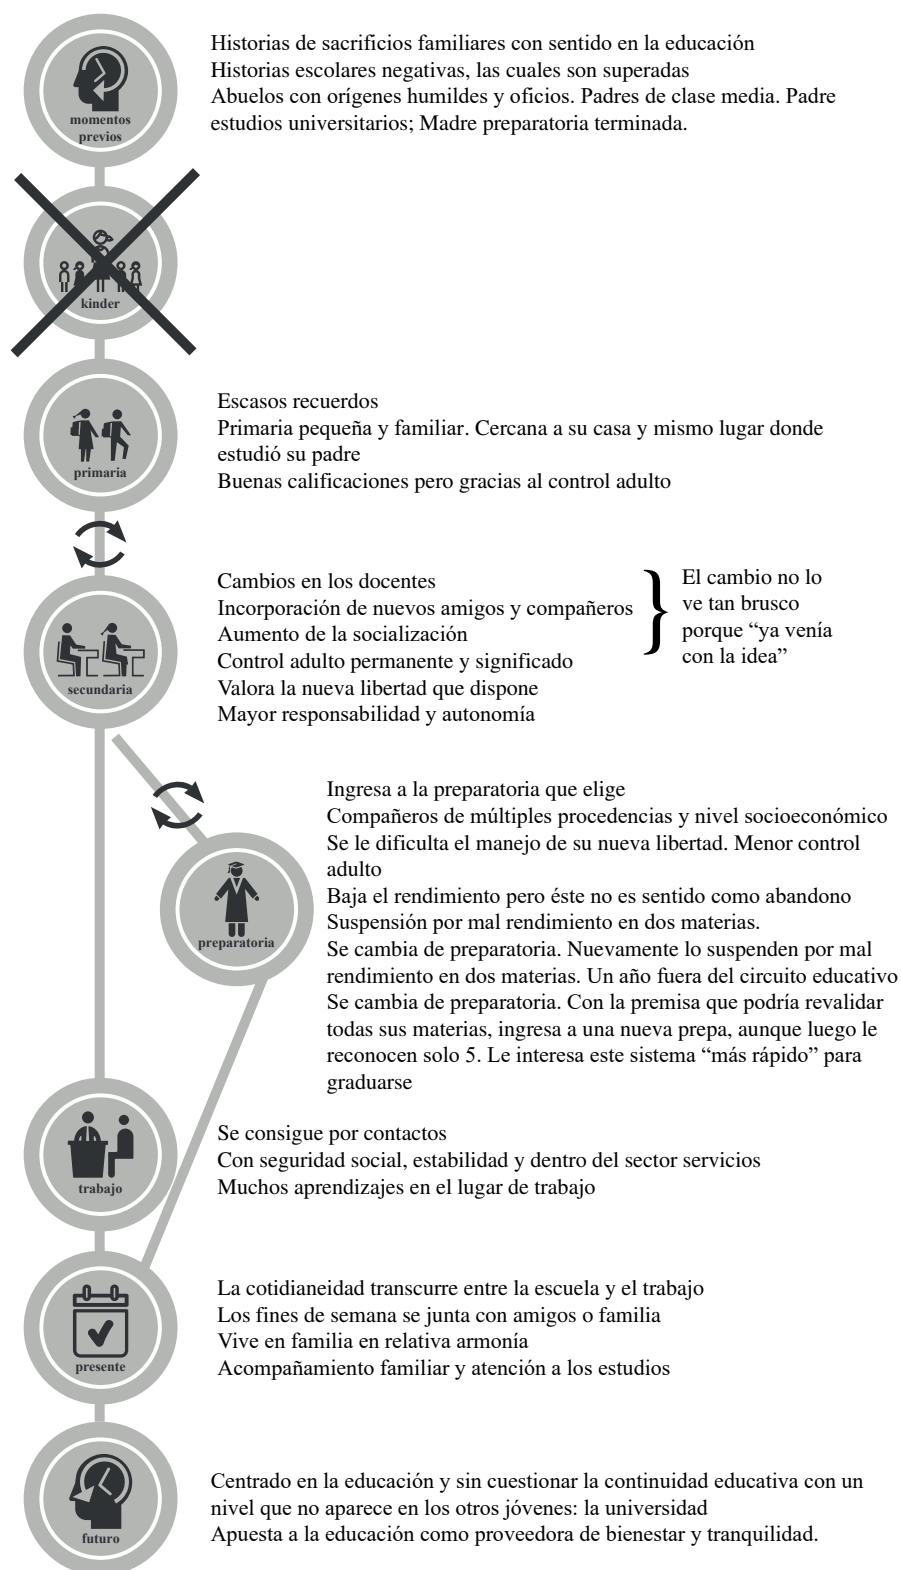 momentos
previos
Historias de sacrificios familiares con sentido en la educación
Historias escolares negativas, las cuales son superadas
Abuelos con orígenes humildes y oficios. Padres de clase media. Padre
estudios universitarios; Madre preparatoria terminada.
kinder
primaria
Escasos recuerdos
Primaria pequeña y familiar. Cercana a su casa y mismo lugar donde
estudió su padre
Buenas calificaciones pero gracias al control adulto
secundaria
Cambios en los docentes
Incorporación de nuevos amigos y compañeros
Aumento de la socialización
Control adulto permanente y significado
Valora la nueva libertad que dispone
Mayor responsabilidad y autonomía
El cambio no lo
ve tan brusco
porque “ya venía
con la idea”
preparatoria
Ingresa a la preparatoria que elige
Compañeros de múltiples procedencias y nivel socioeconómico
Se le dificulta el manejo de su nueva libertad. Menor control
adulto
Baja el rendimiento pero éste no es sentido como abandono
Suspensión por mal rendimiento en dos materias.
Se cambia de preparatoria. Nuevamente lo suspenden por mal
rendimiento en dos materias. Un año fuera del circuito educativo
Se cambia de preparatoria. Con la premisa que podría revalidar
todas sus materias, ingresa a una nueva prepa, aunque luego le
reconocen solo 5. Le interesa este sistema “más rápido” para
graduarse
trabajo
Se consigue por contactos
Con seguridad social, estabilidad y dentro del sector servicios
Muchos aprendizajes en el lugar de trabajo
presente
La cotidianeidad transcurre entre la escuela y el trabajo
Los fines de semana se junta con amigos o familia
Vive en familia en relativa armonía
Acompañamiento familiar y atención a los estudios
futuro
Centrado en la educación y sin cuestionar la continuidad educativa con un
nivel que no aparece en los otros jóvenes: la universidad
Apuesta a la educación como proveedora de bienestar y tranquilidad.